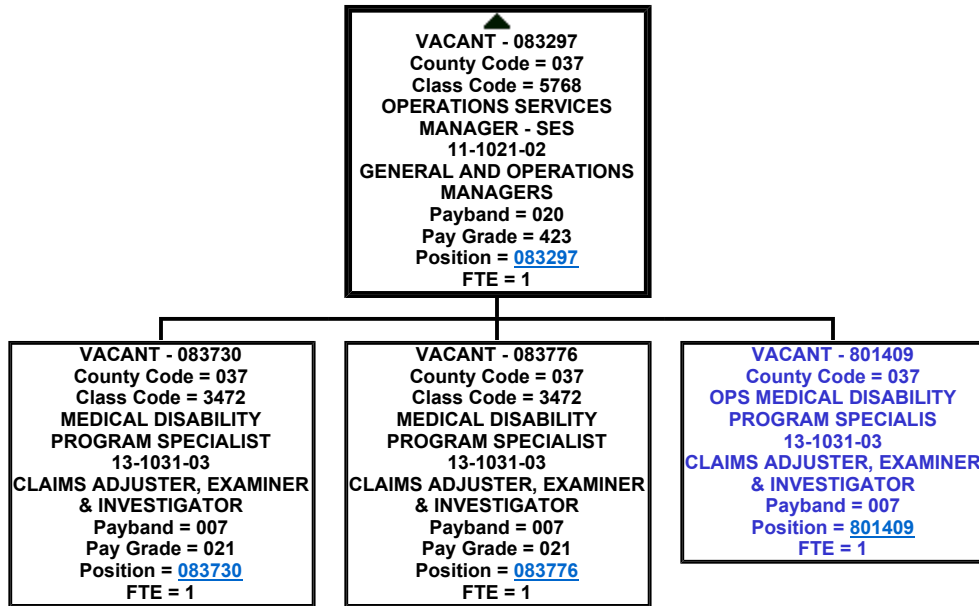 VACANT - 083297
County Code = 037
Class Code = 5768
OPERATIONS SERVICES
MANAGER - SES
11-1021-02
GENERAL AND OPERATIONS
MANAGERS
Payband = 020
Pay Grade = 423
Position = 083297
FTE = 1
VACANT - 083730
County Code = 037
Class Code = 3472
MEDICAL DISABILITY
PROGRAM SPECIALIST
13-1031-03
CLAIMS ADJUSTER, EXAMINER
& INVESTIGATOR
Payband = 007
Pay Grade = 021
Position = 083730
FTE = 1
VACANT - 083776
County Code = 037
Class Code = 3472
MEDICAL DISABILITY
PROGRAM SPECIALIST
13-1031-03
CLAIMS ADJUSTER, EXAMINER
& INVESTIGATOR
Payband = 007
Pay Grade = 021
Position = 083776
FTE = 1
VACANT - 801409
County Code = 037
OPS MEDICAL DISABILITY
PROGRAM SPECIALIS
13-1031-03
CLAIMS ADJUSTER, EXAMINER
& INVESTIGATOR
Payband = 007
Position = 801409
FTE = 1